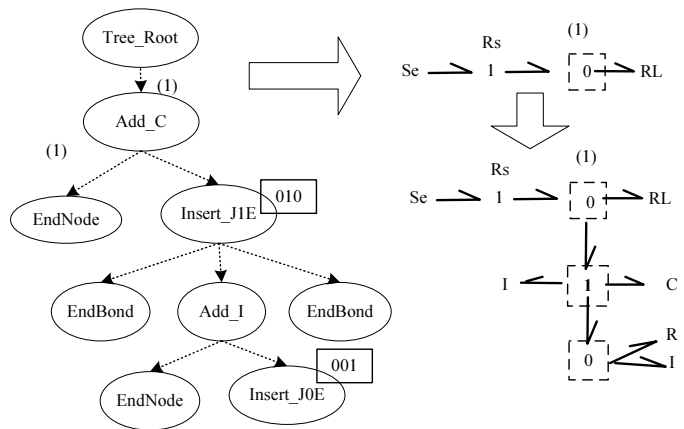 Tree_Root
(1)
Add_C
(1)
EndNode
Insert_J1E
010
EndBond
Add_I
EndBond
EndNode
Insert_J0E
001
(1)
Rs
Se
1
0
RL
(1)
Rs
Se
1
0
RL
I
1
C
0
R
I